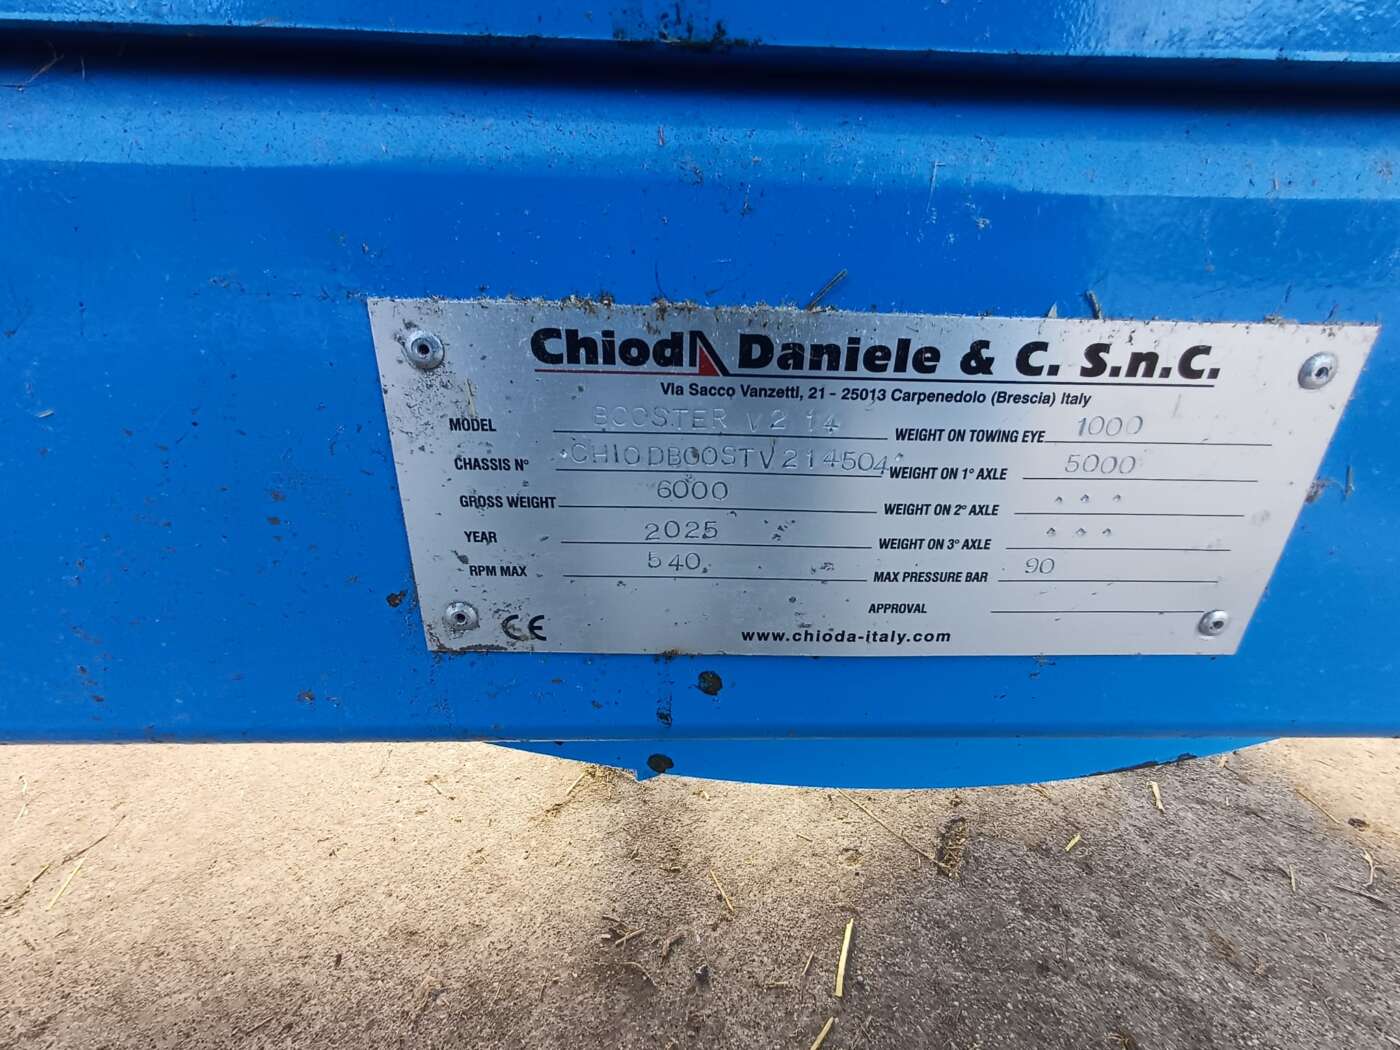 Chioda Daniele & C. S.n.C.
Via Sacco Vanzetti, 21 - 25013 Carpenedolo (Brescia) Italy
MODEL BOOSTER V2 14
CHASSIS N° CHIODBOOSTV214504
GROSS WEIGHT 6000
YEAR 2025
RPM MAX 540
WEIGHT ON TOWING EYE 1000
WEIGHT ON 1° AXLE 5000
WEIGHT ON 2° AXLE
WEIGHT ON 3° AXLE
MAX PRESSURE BAR 90
APPROVAL
CE
www.chioda-italy.com